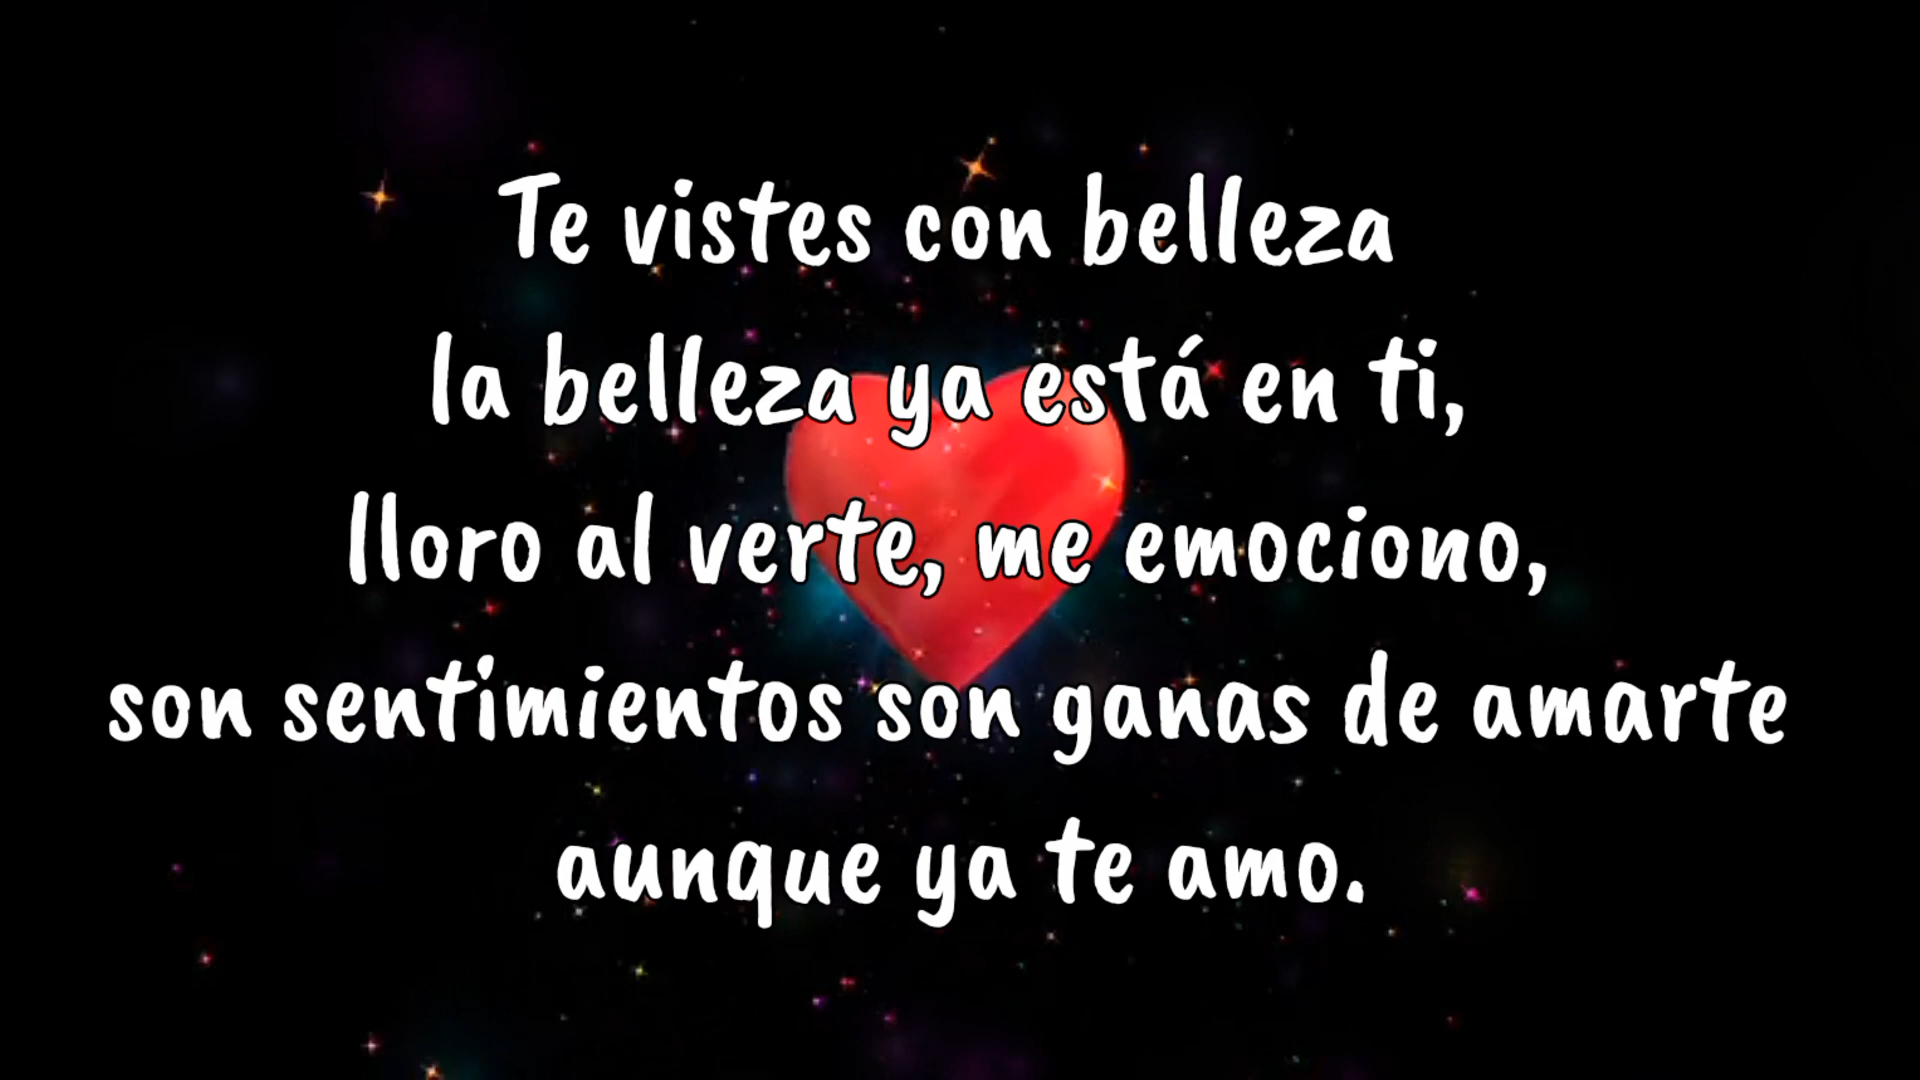 Te vistes con belleza
la belleza ya está en ti,
lloro al verte, me emociono,
son sentimientos son ganas de amarte
aunque ya te amo.